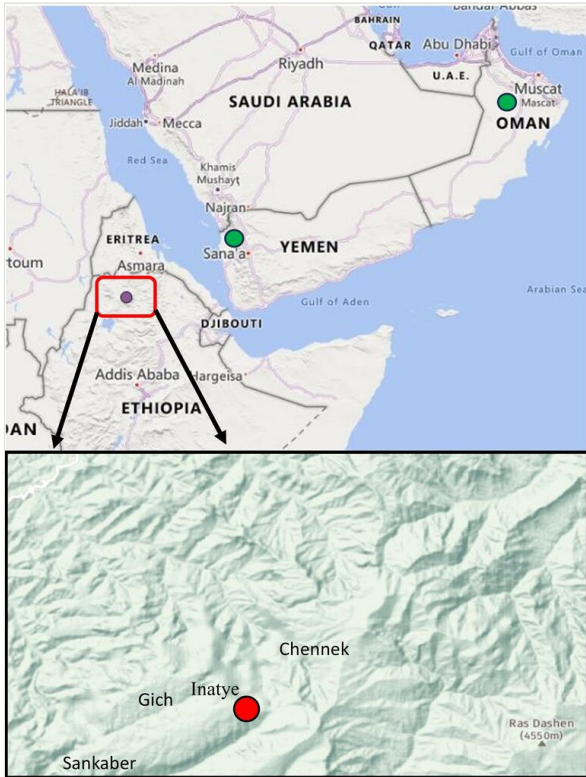 BAHRAIN
Bandar Abbas
Medina
Al Madinah
Riyadh
QATAR
Abu Dhabi
Gulf of Oman
HALA'IB
TRIANGLE
U.A.E.
Muscat
Mascat
SAUDI ARABIA
Jiddah
Mecca
OMAN
Red Sea
Khamis
Mushayt
Najran
ERITREA
YEMEN
Sana'a
rtoum
Asmara
Arabian Sea
Gulf of Aden
DJIBOUTI
Addis Ababa
Hargeisa
ETHIOPIA
DAN
Chennek
Inatye
Gich
Ras Dashen
(4550m)
Sankaber